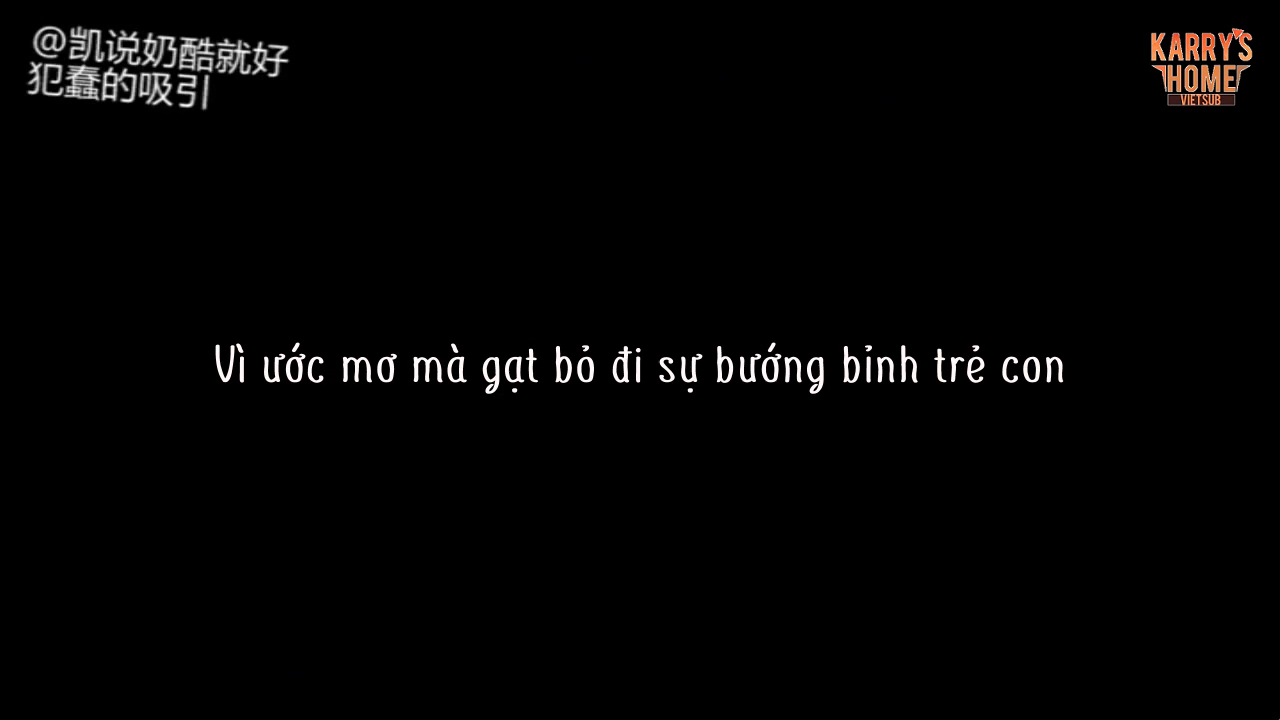 @凯说奶酷就好
犯蠢的吸引
KARRY'S
HOME
VIETSUB
Vì ước mơ mà gạt bỏ đi sự bướng bỉnh trẻ con